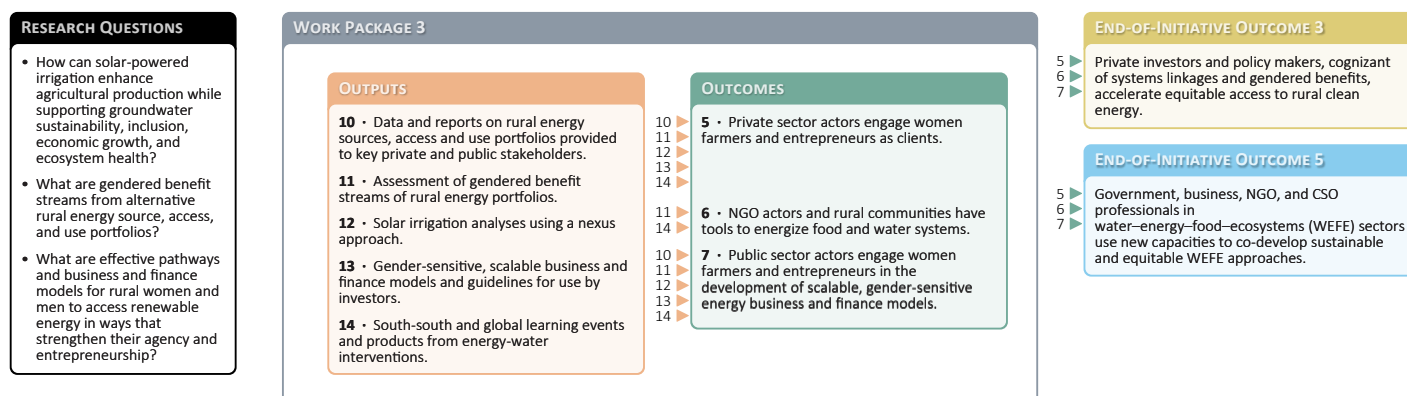 RESEARCH QUESTIONS
• How can solar-powered
irrigation enhance
agricultural production while
supporting groundwater
sustainability, inclusion,
economic growth, and
ecosystem health?
• What are gendered benefit
streams from alternative
rural energy source, access,
and use portfolios?
• What are effective pathways
and business and finance
models for rural women and
men to access renewable
energy in ways that
strengthen their agency and
entrepreneurship?
WORK PACKAGE 3
OUTPUTS
10 · Data and reports on rural energy
sources, access and use portfolios provided
to key private and public stakeholders.
11 · Assessment of gendered benefit
streams of rural energy portfolios.
12 · Solar irrigation analyses using a nexus
approach.
13 · Gender-sensitive, scalable business and
finance models and guidelines for use by
investors.
14 · South-south and global learning events
and products from energy-water
interventions.
OUTCOMES
10
11
12
13
14
5 · Private sector actors engage women
farmers and entrepreneurs as clients.
11
14
6 · NGO actors and rural communities have
tools to energize food and water systems.
10
11
12
13
14
7 · Public sector actors engage women
farmers and entrepreneurs in the
development of scalable, gender-sensitive
energy business and finance models.
END-OF-INITIATIVE OUTCOME 3
5
6
7
Private investors and policy makers, cognizant
of systems linkages and gendered benefits,
accelerate equitable access to rural clean
energy.
END-OF-INITIATIVE OUTCOME 5
5
6
7
Government, business, NGO, and CSO
professionals in
water–energy–food–ecosystems (WEFE) sectors
use new capacities to co-develop sustainable
and equitable WEFE approaches.